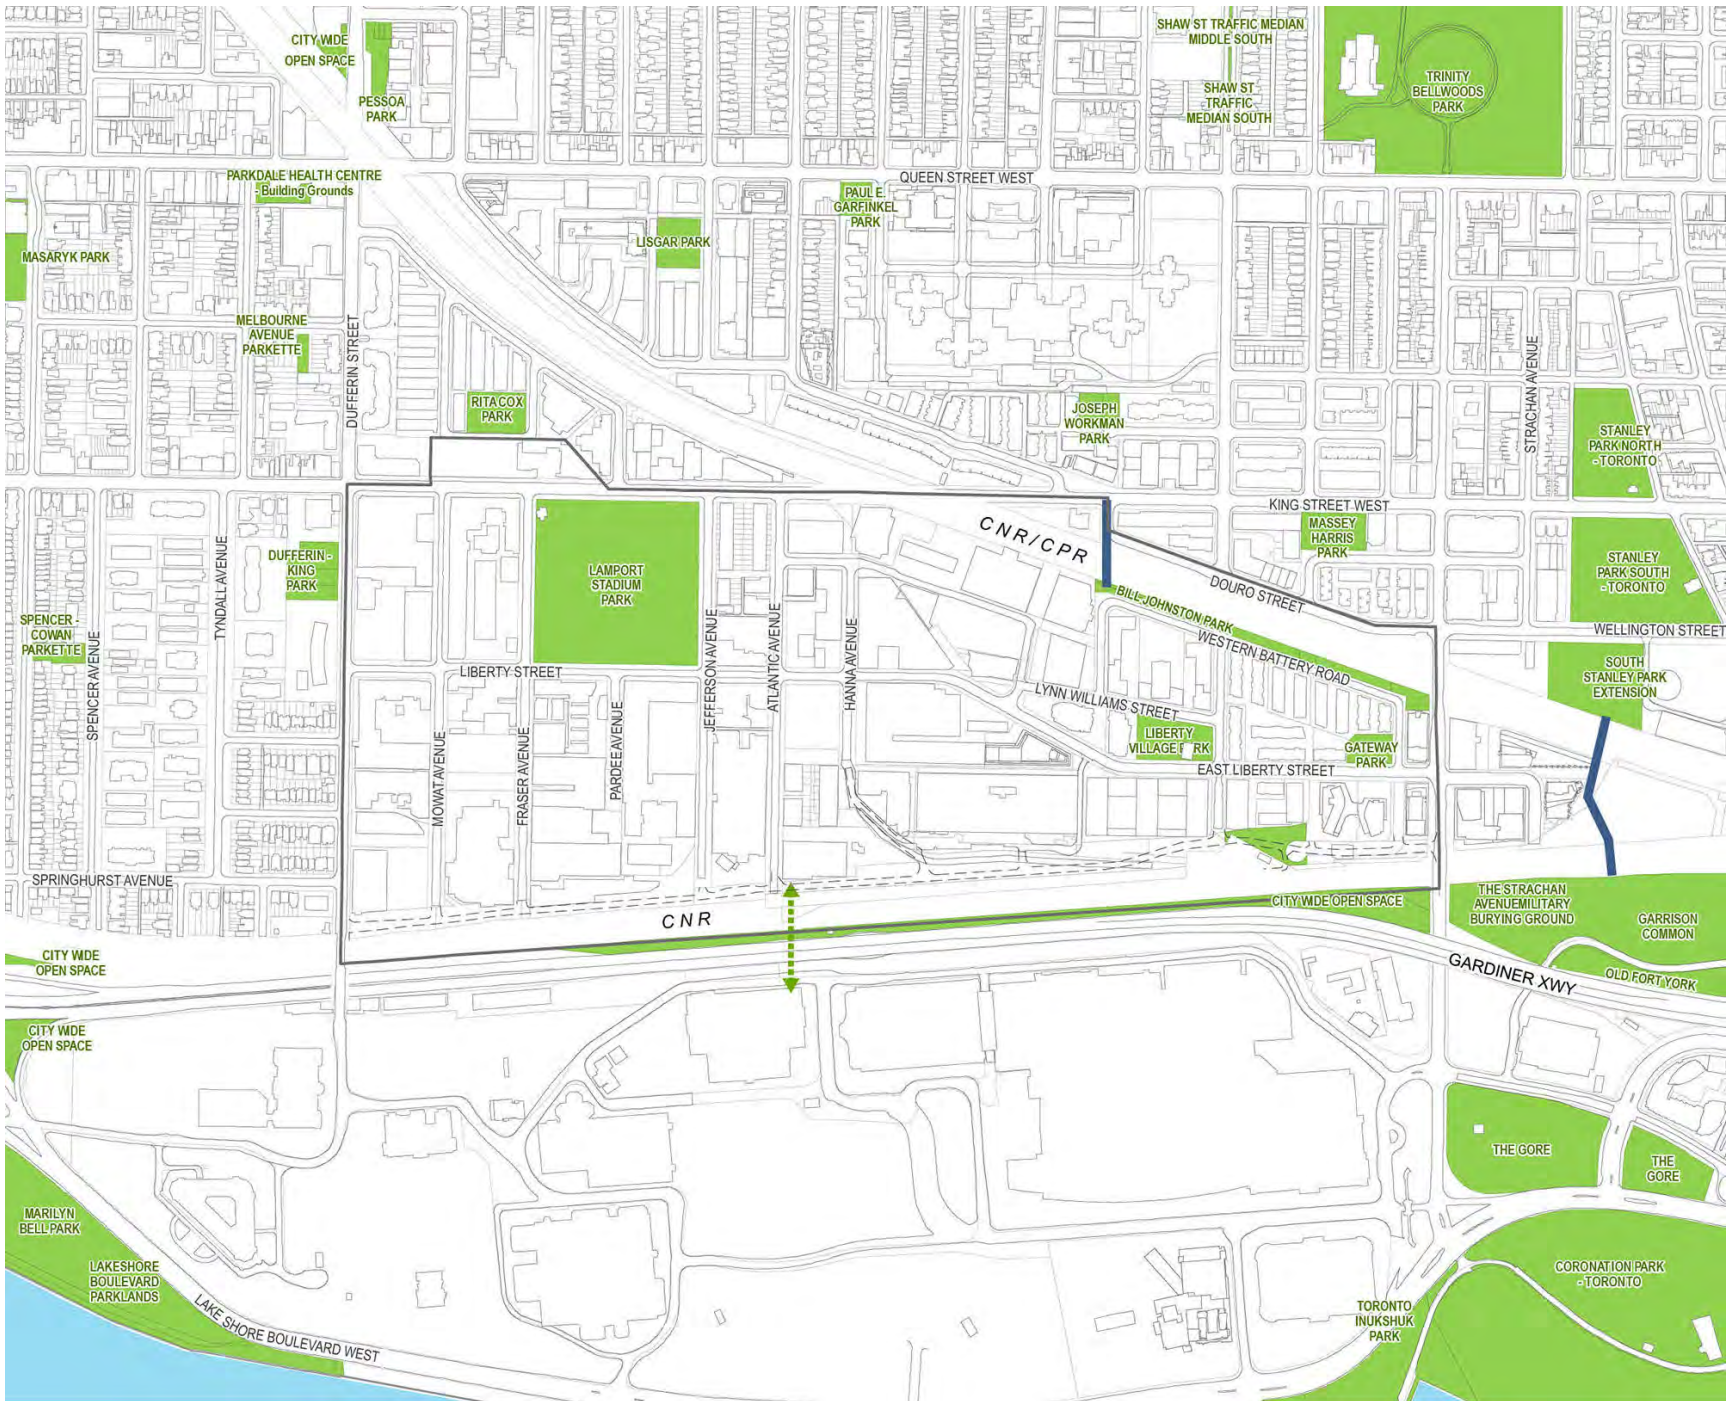 CITY WIDE
OPEN SPACE
PESSOA
PARK
SHAW ST TRAFFIC MEDIAN
MIDDLE SOUTH
SHAW ST
TRAFFIC
MEDIAN SOUTH
TRINITY
BELLWOODS
PARK
PARKDALE HEALTH CENTRE
- Building Grounds
QUEEN STREET WEST
PAUL E.
GARFINKEL
PARK
LISGAR PARK
MASARYK PARK
MELBOURNE
AVENUE
PARKETTE
DUFFERIN STREET
STRACHAN AVENUE
RITA COX
PARK
JOSEPH
WORKMAN
PARK
STANLEY
PARK NORTH
- TORONTO
KING STREET WEST
CNR/CPR
MASSEY
HARRIS
PARK
DUFFERIN -
KING
PARK
TYNDALL AVENUE
LAMPORT
STADIUM
PARK
STANLEY
PARK SOUTH
- TORONTO
DOURO STREET
BILL JOHNSTON PARK
WELLINGTON STREET
SPENCER -
COWAN
PARKETTE
SPENCER AVENUE
WESTERN BATTERY ROAD
LIBERTY STREET
JEFFERSON AVENUE
ATLANTIC AVENUE
HANNA AVENUE
SOUTH
STANLEY PARK
EXTENSION
LYNN WILLIAMS STREET
LIBERTY
VILLAGE PARK
GATEWAY
PARK
EAST LIBERTY STREET
MOWAT AVENUE
FRASER AVENUE
PARDEE AVENUE
SPRINGHURST AVENUE
CNR
CITY WIDE OPEN SPACE
THE STRACHAN
AVENUEMILITARY
BURYING GROUND
GARRISON
COMMON
CITY WIDE
OPEN SPACE
GARDINER XWY
OLD FORT YORK
CITY WIDE
OPEN SPACE
THE GORE
THE
GORE
MARILYN
BELL PARK
LAKESHORE
BOULEVARD
PARKLANDS
LAKE SHORE BOULEVARD WEST
CORONATION PARK
- TORONTO
TORONTO
INUKSHUK
PARK